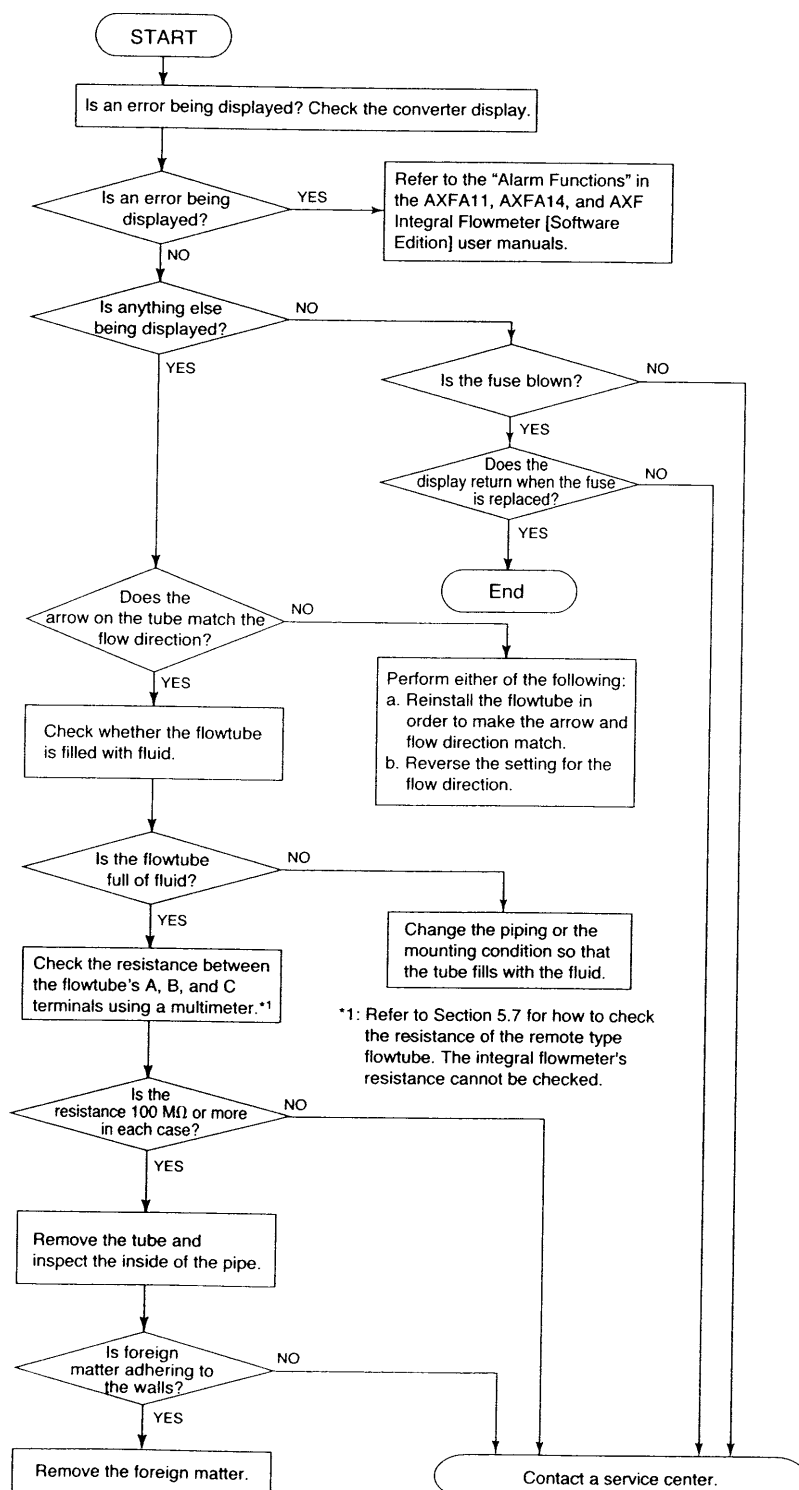 START
Is an error being displayed? Check the converter display.
Is an error being
displayed?
YES
Refer to the “Alarm Functions” in
the AXFA11, AXFA14, and AXF
Integral Flowmeter [Software
Edition] user manuals.
NO
Is anything else
being displayed?
NO
YES
Is the fuse blown?
NO
YES
Does the
display return when the fuse
is replaced?
NO
YES
End
Does the
arrow on the tube match the
flow direction?
NO
YES
Perform either of the following:
a. Reinstall the flowtube in
order to make the arrow and
flow direction match.
b. Reverse the setting for the
flow direction.
Check whether the flowtube
is filled with fluid.
Is the flowtube
full of fluid?
NO
YES
Change the piping or the
mounting condition so that
the tube fills with the fluid.
Check the resistance between
the flowtube's A, B, and C
terminals using a multimeter.*1
*1: Refer to Section 5.7 for how to check
the resistance of the remote type
flowtube. The integral flowmeter's
resistance cannot be checked.
Is the
resistance 100 MΩ or more
in each case?
NO
YES
Remove the tube and
inspect the inside of the pipe.
Is foreign
matter adhering to
the walls?
NO
YES
Remove the foreign matter.
Contact a service center.